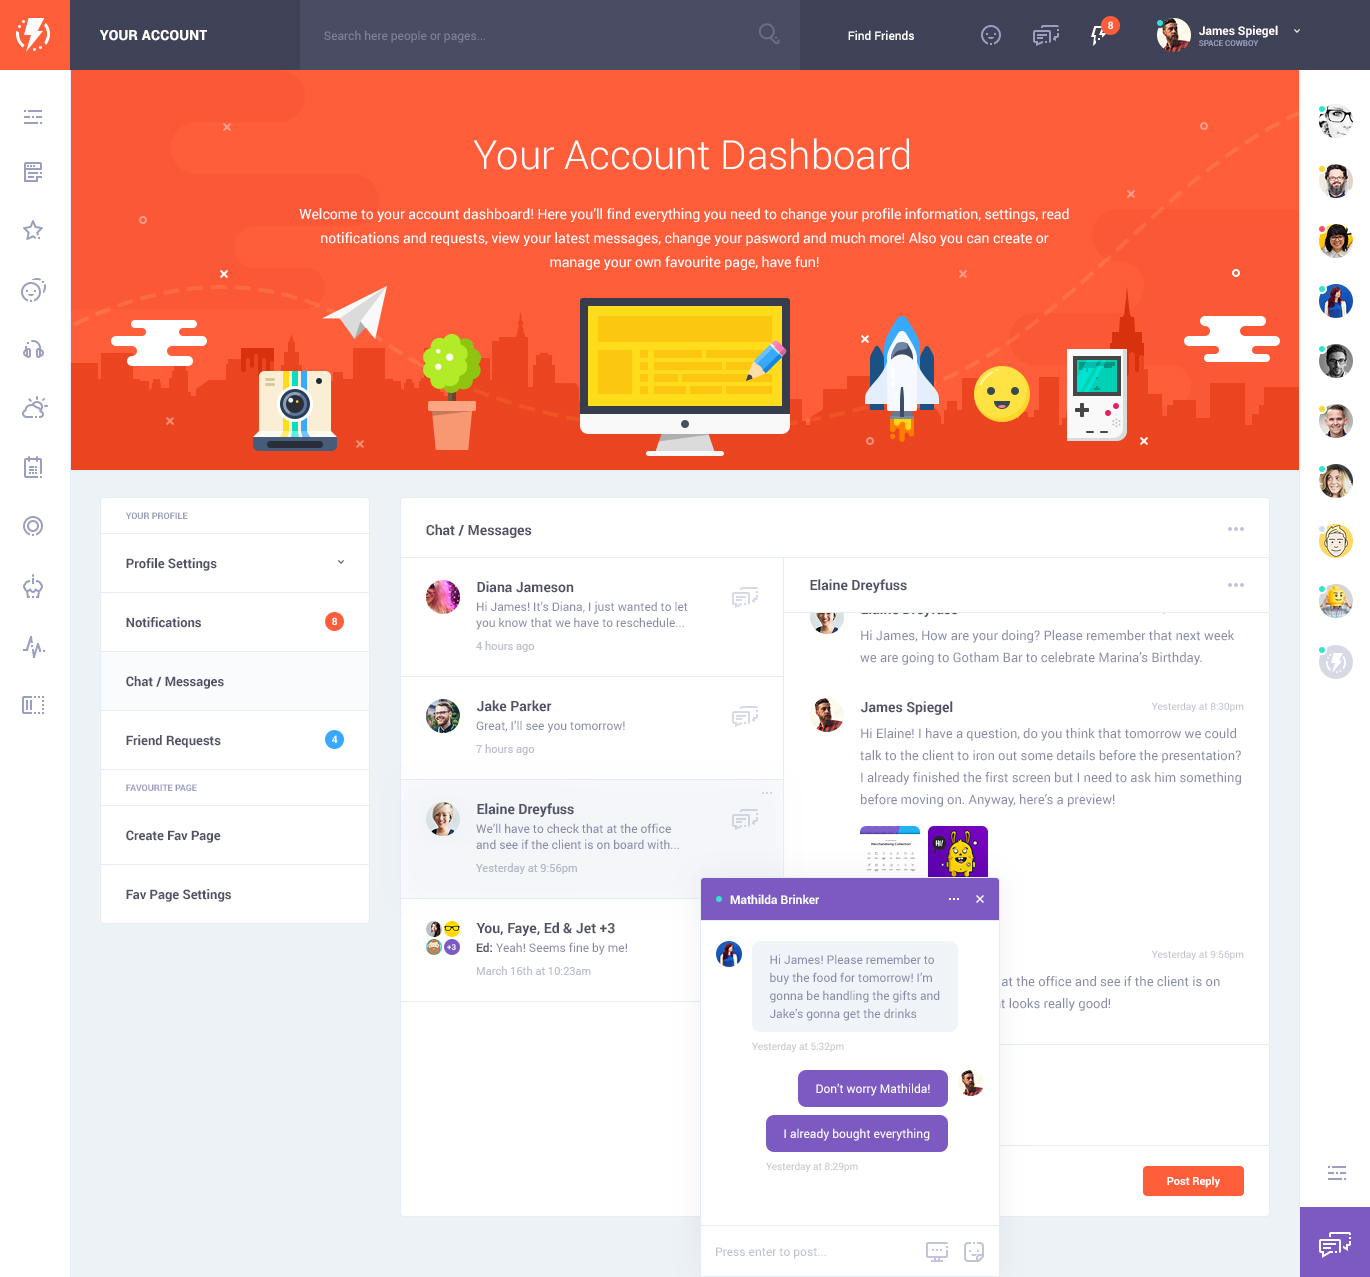 YOUR ACCOUNT
Search here people or pages...
Find Friends
8
James Spiegel
SPACE COWBOY
Your Account Dashboard
Welcome to your account dashboard! Here you'll find everything you need to change your profile information, settings, read
notifications and requests, view your latest messages, change your pasword and much more! Also you can create or
manage your own favourite page, have fun!
YOUR PROFILE
Profile Settings
Notifications
8
Chat / Messages
Friend Requests
4
FAVOURITE PAGE
Create Fav Page
Fav Page Settings
Chat / Messages
Diana Jameson
Hi James! It's Diana, I just wanted to let
you know that we have to reschedule...
4 hours ago
Jake Parker
Great, I'll see you tomorrow!
7 hours ago
Elaine Dreyfuss
We'll have to check that at the office
and see if the client is on board with...
Yesterday at 9:56pm
+3
You, Faye, Ed & Jet +3
Ed: Yeah! Seems fine by me!
March 16th at 10:23am
Elaine Dreyfuss
Elaine Dreyfuss
Hi James, How are your doing? Please remember that next week
we are going to Gotham Bar to celebrate Marina's Birthday.
James Spiegel
Yesterday at 8:30pm
Hi Elaine! I have a question, do you think that tomorrow we could
talk to the client to iron out some details before the presentation?
I already finished the first screen but I need to ask him something
before moving on. Anyway, here's a preview!
Merchandising Collection
Hi!
Yesterday at 9:56pm
at the office and see if the client is on
t looks really good!
Post Reply
Mathilda Brinker
Hi James! Please remember to
buy the food for tomorrow! I'm
gonna be handling the gifts and
Jake's gonna get the drinks
Yesterday at 5:32pm
Don't worry Mathilda!
I already bought everything
Yesterday at 8:29pm
Press enter to post...